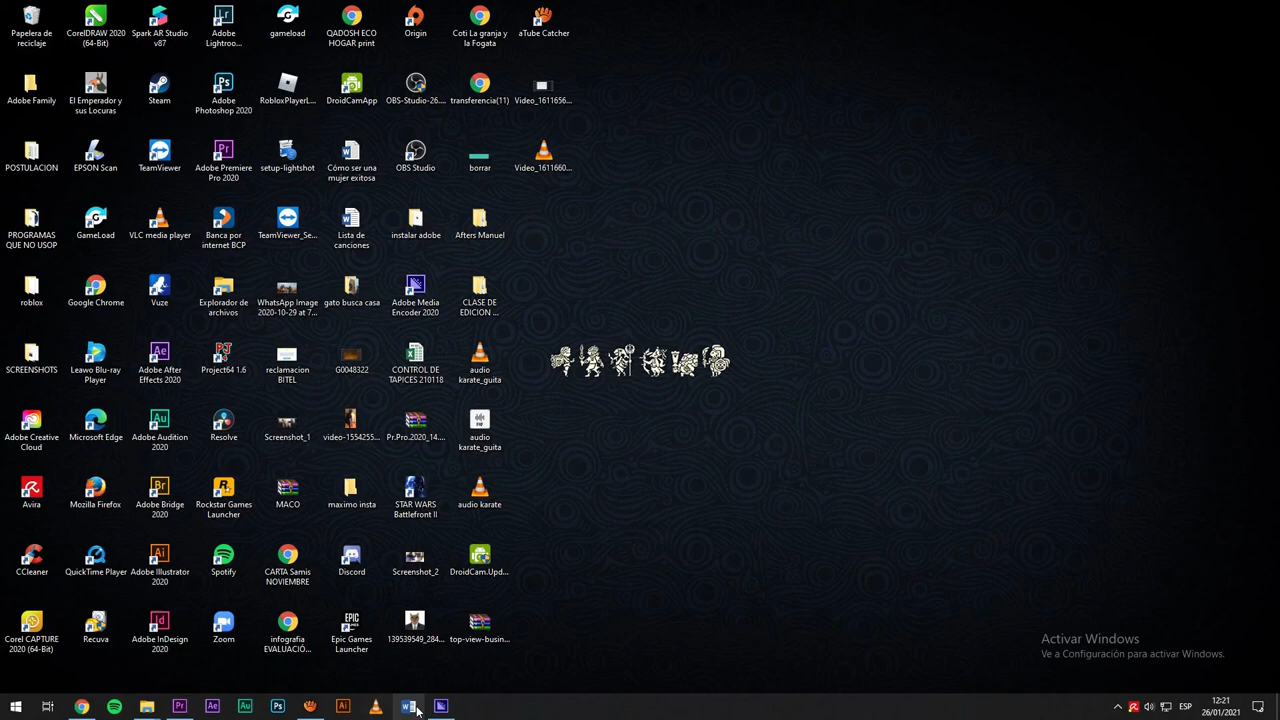 Papelera de
reciclaje
CorelDRAW 2020
(64-Bit)
Spark AR Studio
v87
Adobe
Lightroo...
gameload
QADOSH ECO
HOGAR print
Origin
Coti La granja y
la Fogata
aTube Catcher
Adobe Family
El Emperador y
sus Locuras
Steam
Adobe
Photoshop 2020
RobloxPlayerL...
DroidCamApp
OBS-Studio-26....
transferencia(11)
Video_1611656...
POSTULACION
EPSON Scan
TeamViewer
Adobe Premiere
Pro 2020
setup-lightshot
Cómo ser una
mujer exitosa
OBS Studio
borrar
Video_1611660...
PROGRAMAS
QUE NO USOP
GameLoad
VLC media player
Banca por
internet BCP
TeamViewer_Se...
Lista de
canciones
instalar adobe
Afters Manuel
roblox
Google Chrome
Vuze
Explorador de
archivos
WhatsApp Image
2020-10-29 at 7...
gato busca casa
Adobe Media
Encoder 2020
CLASE DE
EDICION ...
SCREENSHOTS
Leawo Blu-ray
Player
Adobe After
Effects 2020
Project64 1.6
reclamacion
BITEL
G0048322
CONTROL DE
TAPICES 210118
audio
karate_guita
Adobe Creative
Cloud
Microsoft Edge
Adobe Audition
2020
Resolve
Screenshot_1
video-1554255...
Pr.Pro.2020_14....
audio
karate_guita
Avira
Mozilla Firefox
Adobe Bridge
2020
Rockstar Games
Launcher
MACO
maximo insta
STAR WARS
Battlefront II
audio karate
CCleaner
QuickTime Player
Adobe Illustrator
2020
Spotify
CARTA Samis
NOVIEMBRE
Discord
Screenshot_2
DroidCam.Upd...
Corel CAPTURE
2020 (64-Bit)
Recuva
Adobe InDesign
2020
Zoom
infografia
EVALUACIÓ...
Epic Games
Launcher
139539549_284...
top-view-busin...
Activar Windows
Ve a Configuración para activar Windows.
ESP
12:21
26/01/2021